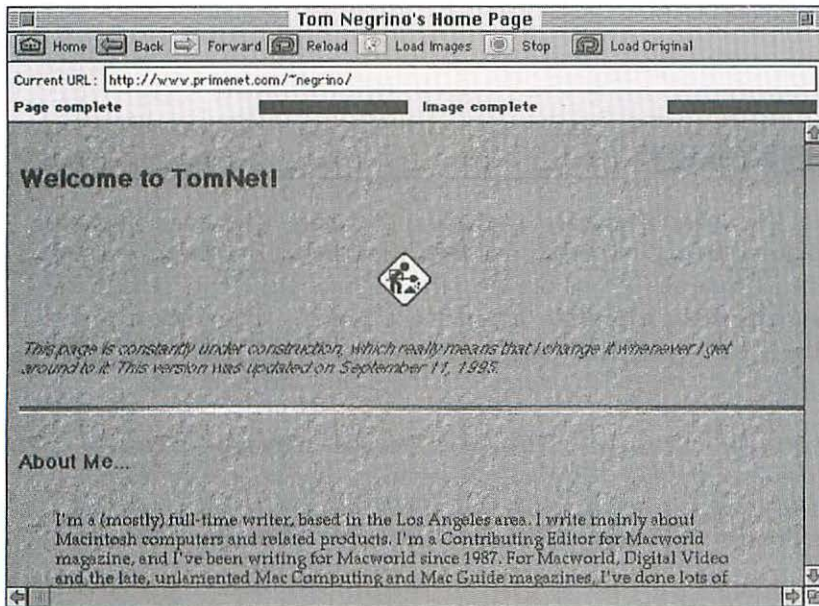 Tom Negrino's Home Page
Home Back Forward Reload Load Images Stop Load Original
Current URL: http://www.primenet.com/~negrino/
Page complete Image complete
Welcome to TomNet!
This page is constantly under construction, which really means that I change it whenever I get
around to it. This version was updated on September 11, 1995.
About Me...
I'm a (mostly) full-time writer, based in the Los Angeles area. I write mainly about
Macintosh computers and related products. I'm a Contributing Editor for Macworld
magazine, and I've been writing for Macworld since 1987. For Macworld, Digital Video
and the late, unlamented Mac Computing and Mac Guide magazines, I've done lots of